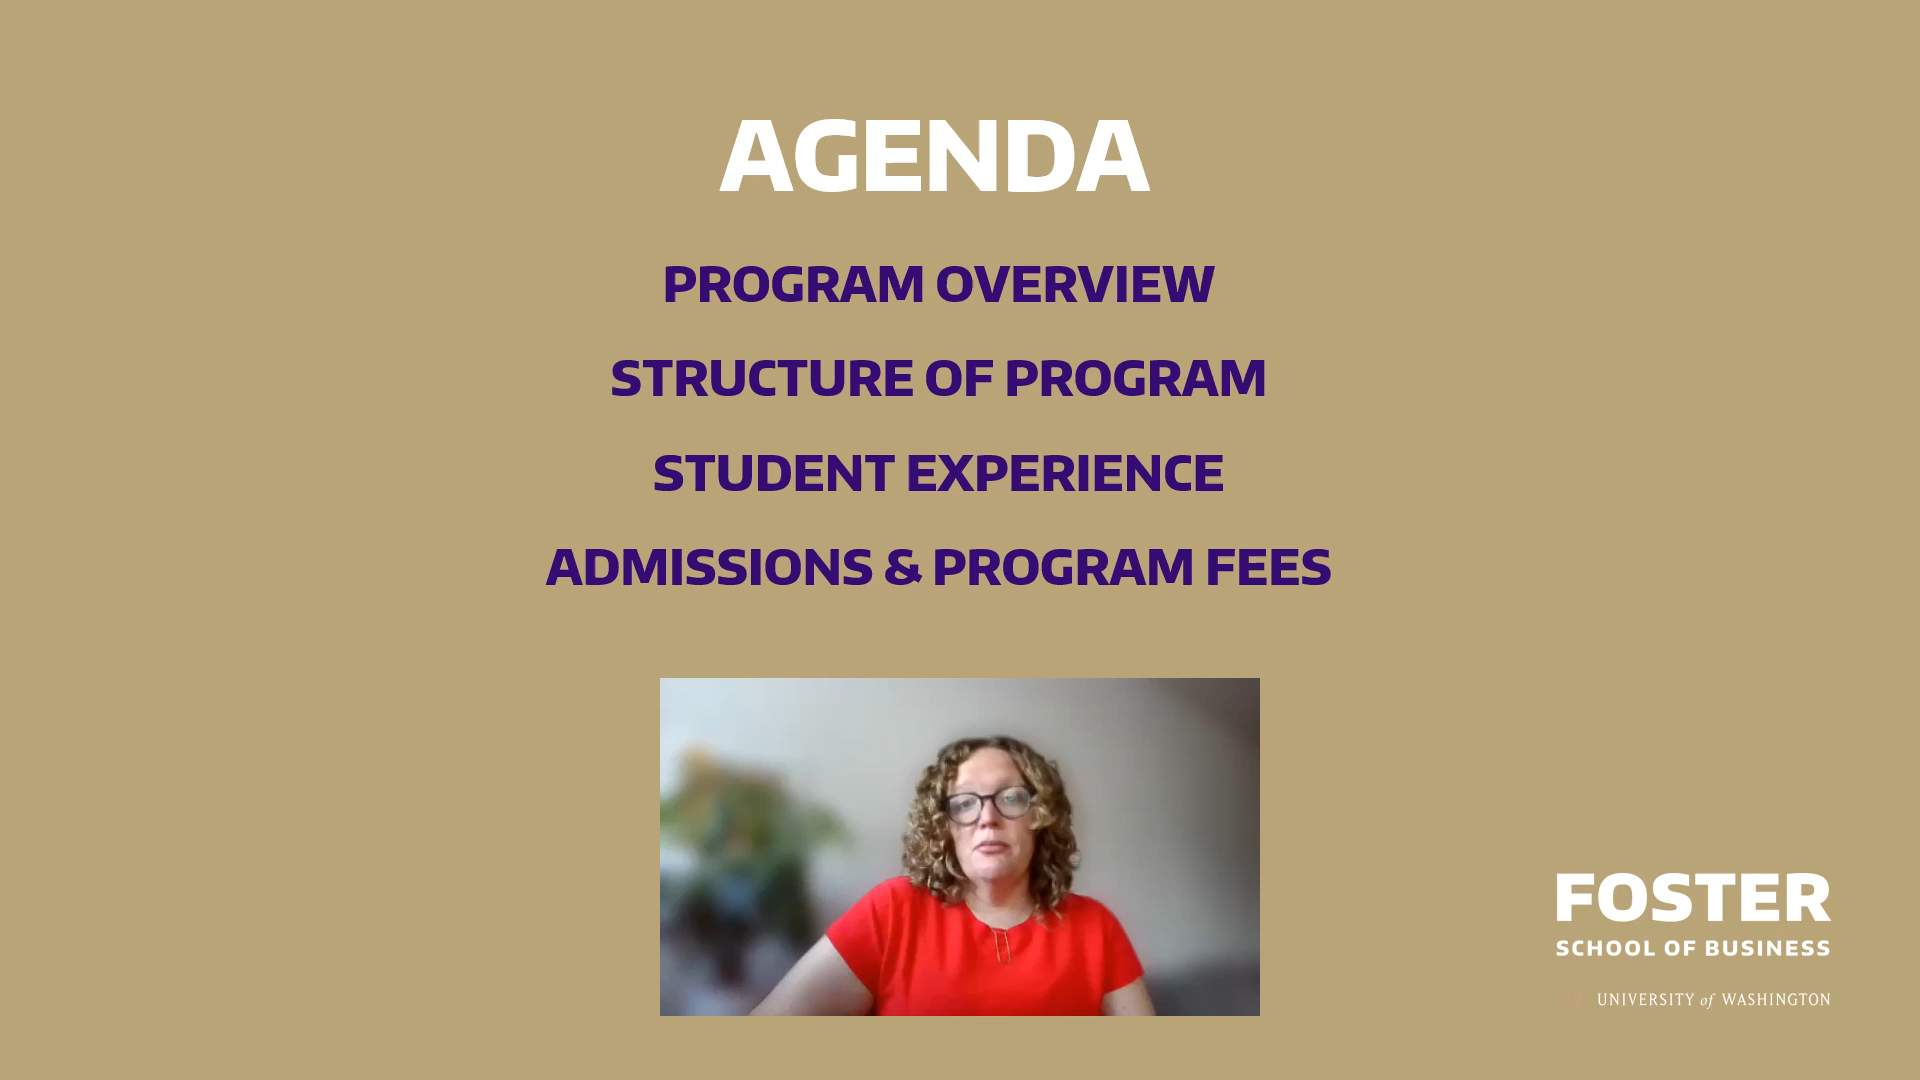 AGENDA
PROGRAM OVERVIEW
STRUCTURE OF PROGRAM
STUDENT EXPERIENCE
ADMISSIONS & PROGRAM FEES
FOSTER
SCHOOL OF BUSINESS
UNIVERSITY of WASHINGTON